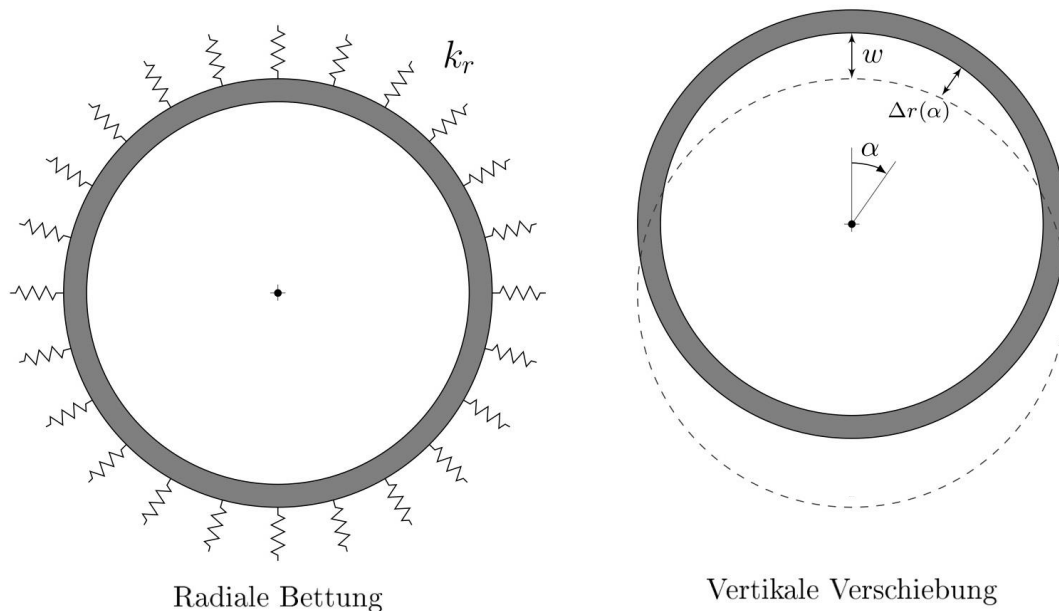 k_r
w
Δr(α)
α
Radiale Bettung
Vertikale Verschiebung